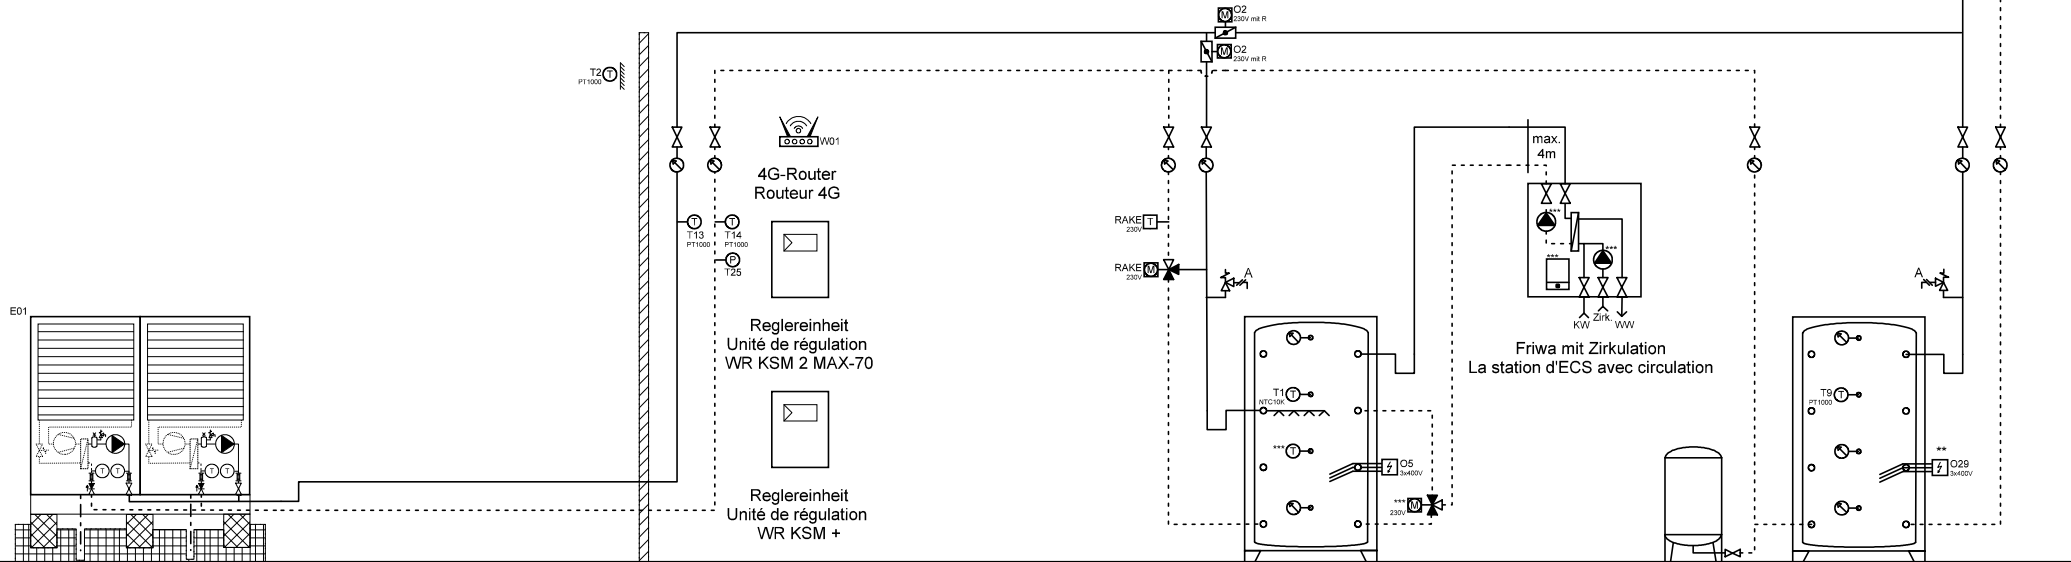 O2
230V mit R
O2
230V mit R
T2
PT1000
W01
4G-Router
Routeur 4G
max.
4m
T13
PT1000
T14
PT1000
T
T
T
P
T25
RAKE
230V
T
RAKE
230V
M
M
M
A
A
***
***
***
KW
Zirk.
WW
E01
Reglereinheit
Unité de régulation
WR KSM 2 MAX-70
Friwa mit Zirkulation
La station d'ECS avec circulation
T1
NTC10K
T
T9
PT1000
T
***
T
**
O5
3x400V
O29
3x400V
T
T
T
T
***
230V
M
Reglereinheit
Unité de régulation
WR KSM +